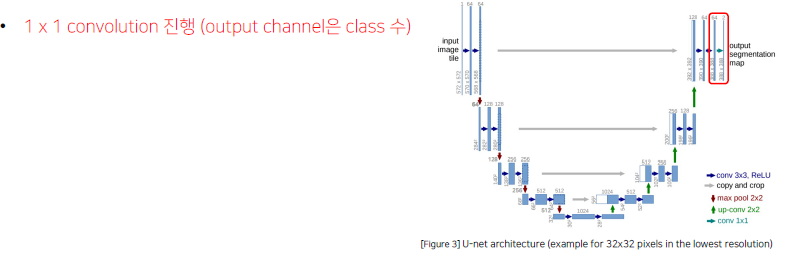 • 1 x 1 convolution 진행 (output channel은 class 수)
1 64 64
128 64 64 2
input
image
tile
output
segmentation
map
572 x 572
570 x 570
568 x 568
392 x 392
390 x 390
388 x 388
388 x 388
64 128 128
256 128
284²
282²
280²
200²
198²
196²
128 256 256
512 256
140²
138²
136²
104²
102²
100²
256 512 512
1024 512
68²
66²
64²
56²
54²
52²
512 1024
32²
30²
28²
conv 3x3, ReLU
copy and crop
max pool 2x2
up-conv 2x2
conv 1x1
[Figure 3] U-net architecture (example for 32x32 pixels in the lowest resolution)